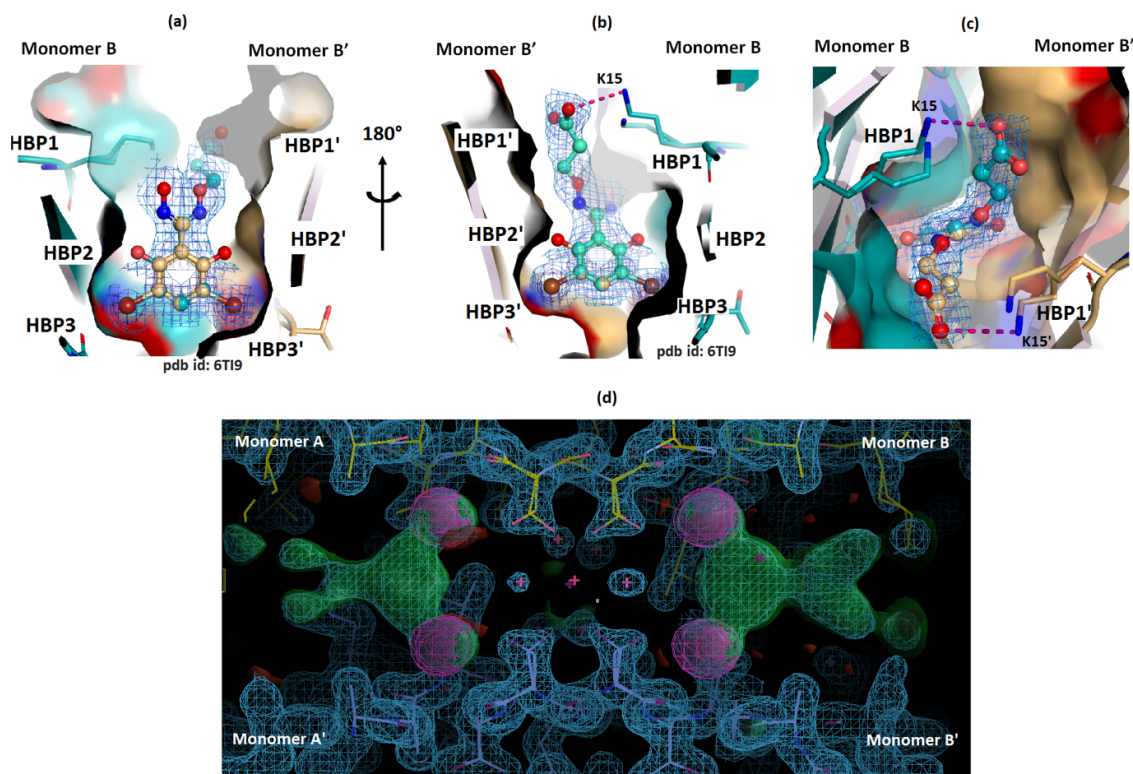 (a)
Monomer B
Monomer B'
HBP1
HBP1'
HBP2
HBP2'
HBP3
HBP3'
pdb id: 6TI9
180°
(b)
Monomer B'
Monomer B
K15
HBP1'
HBP1
HBP2'
HBP2
HBP3'
HBP3
pdb id: 6TI9
(c)
Monomer B
Monomer B'
K15
HBP1
HBP1'
K15'
(d)
Monomer A
Monomer B
Monomer A'
Monomer B'